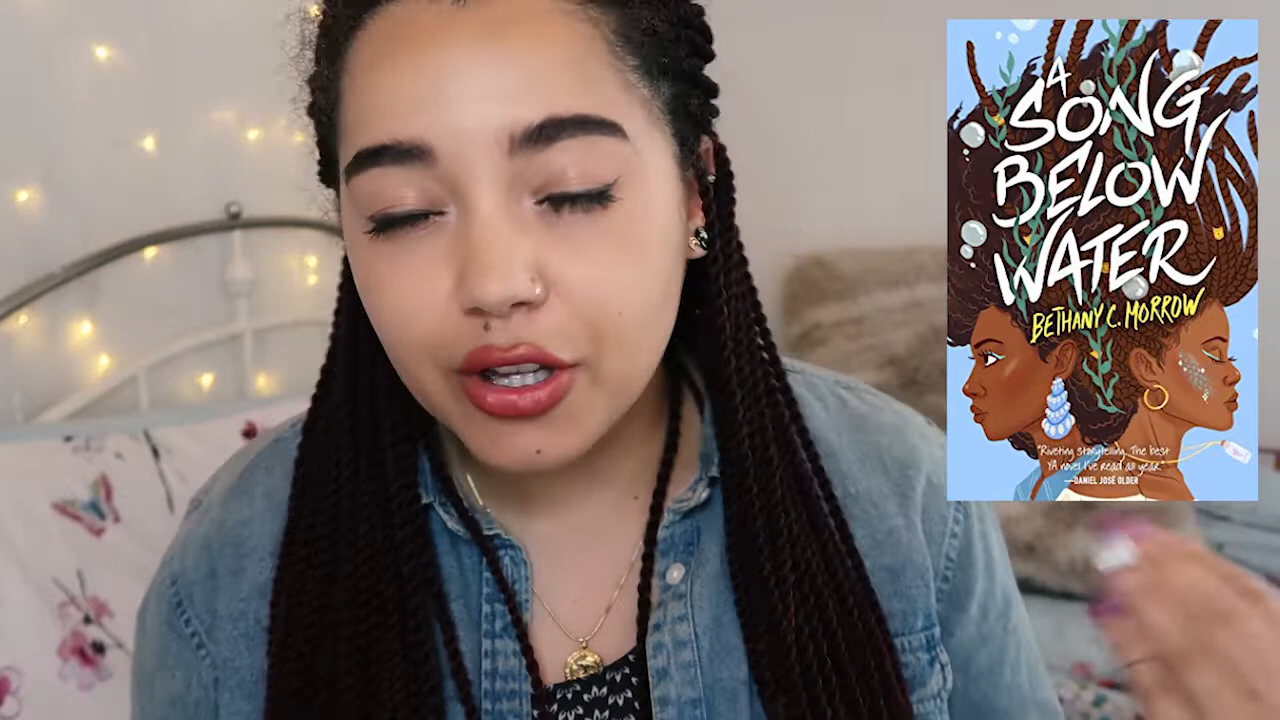 A
SONG
BELOW
WATER
BETHANY C. MORROW
"Riveting storytelling. The best
YA novel I've read all year."
—DANIEL JOSÉ OLDER